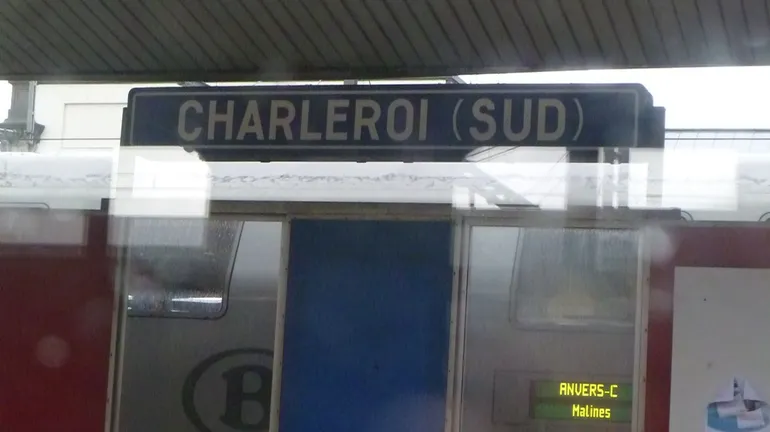 CHARLEROI (SUD)
B
ANVERS-C
Malines